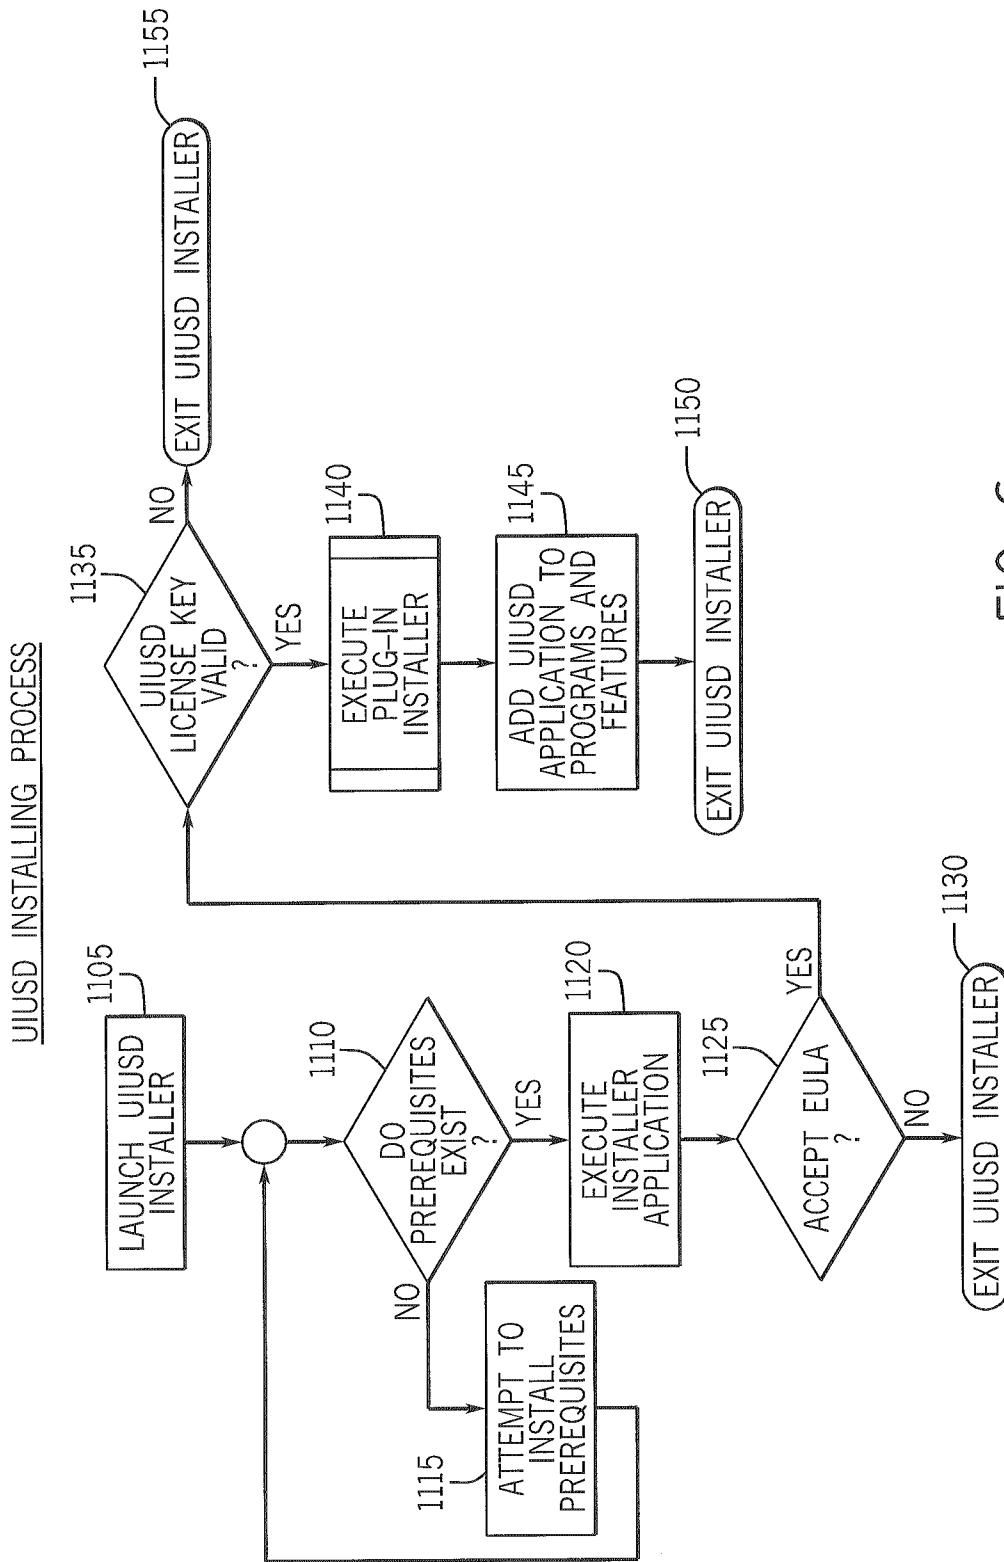 UIUSD INSTALLING PROCESS
LAUNCH UIUSD
INSTALLER
1105
DO
PREREQUISITES
EXIST
?
1110
NO
YES
ATTEMPT TO
INSTALL
PREREQUISITES
1115
EXECUTE
INSTALLER
APPLICATION
1120
ACCEPT EULA
?
1125
YES
NO
EXIT UIUSD INSTALLER
1130
UIUSD
LICENSE KEY
VALID
?
1135
NO
YES
EXIT UIUSD INSTALLER
1155
EXECUTE
PLUG-IN
INSTALLER
1140
ADD UIUSD
APPLICATION TO
PROGRAMS AND
FEATURES
1145
EXIT UIUSD INSTALLER
1150